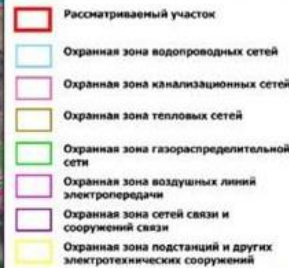 Рассматриваемый участок
Охранная зона водопроводных сетей
Охранная зона канализационных сетей
Охранная зона тепловых сетей
Охранная зона газораспределительной
сети
Охранная зона воздушных линий
электропередачи
Охранная зона сетей связи и
сооружений связи
Охранная зона подстанций и других
электротехнических сооружений